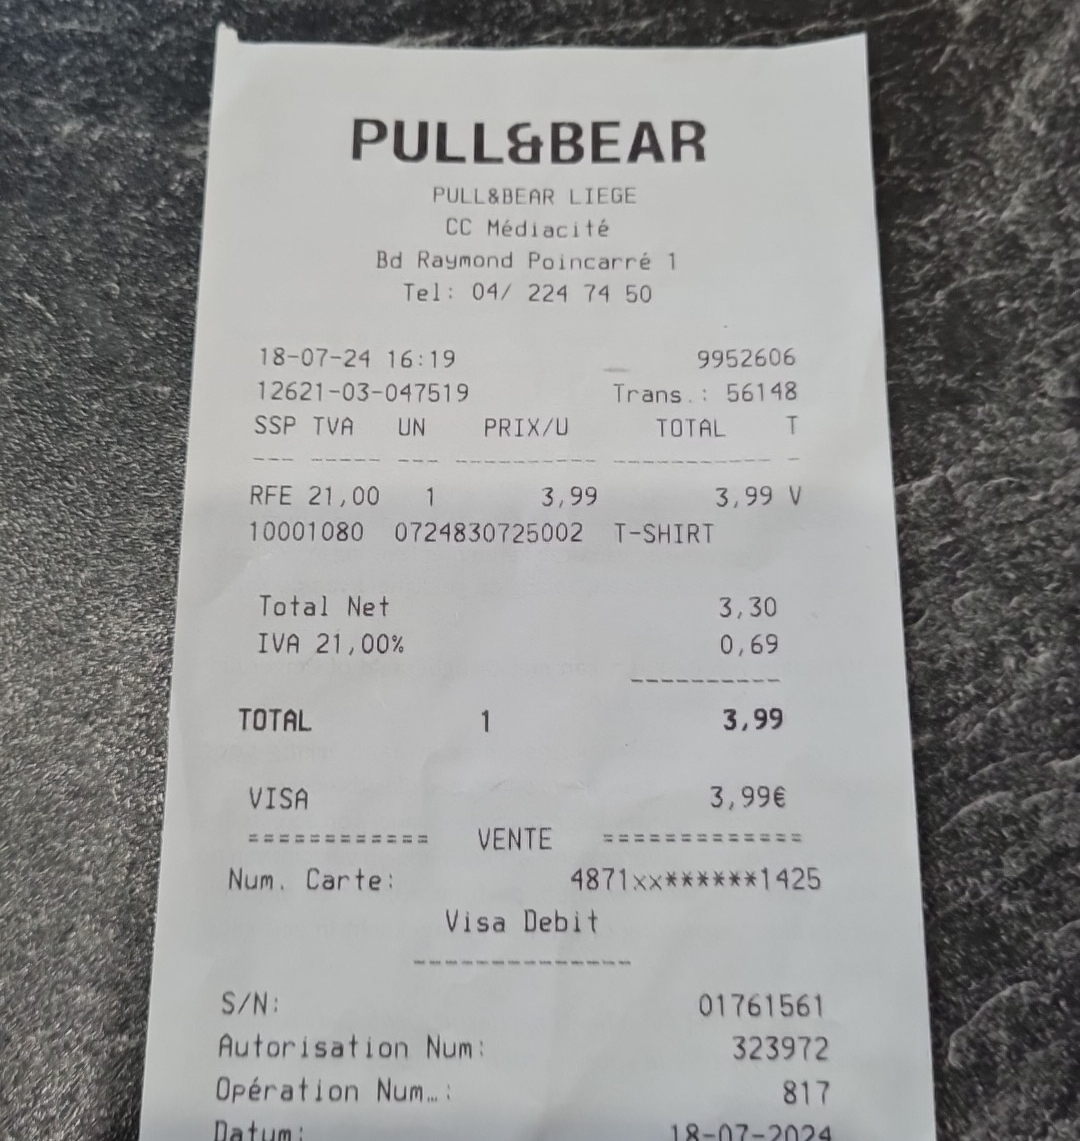 PULL&BEAR
PULL&BEAR LIEGE
CC Médiacité
Bd Raymond Poincarré 1
Tel: 04/ 224 74 50
18-07-24 16:19 9952606
12621-03-047519 Trans.: 56148
SSP TVA UN PRIX/U TOTAL T
--- ----- --- ---------- ----------- -
RFE 21,00 1 3,99 3,99 V
10001080 0724830725002 T-SHIRT
Total Net 3,30
IVA 21,00% 0,69
----------
TOTAL 1 3,99
VISA 3,99€
============ VENTE =============
Num. Carte: 4871xx******1425
Visa Debit
--------------
S/N: 01761561
Autorisation Num: 323972
Opération Num…: 817
Datum: 18-07-2024